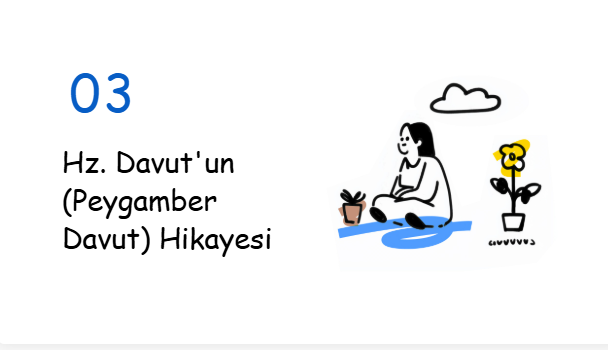 03
Hz. Davut'un
(Peygamber
Davut) Hikayesi